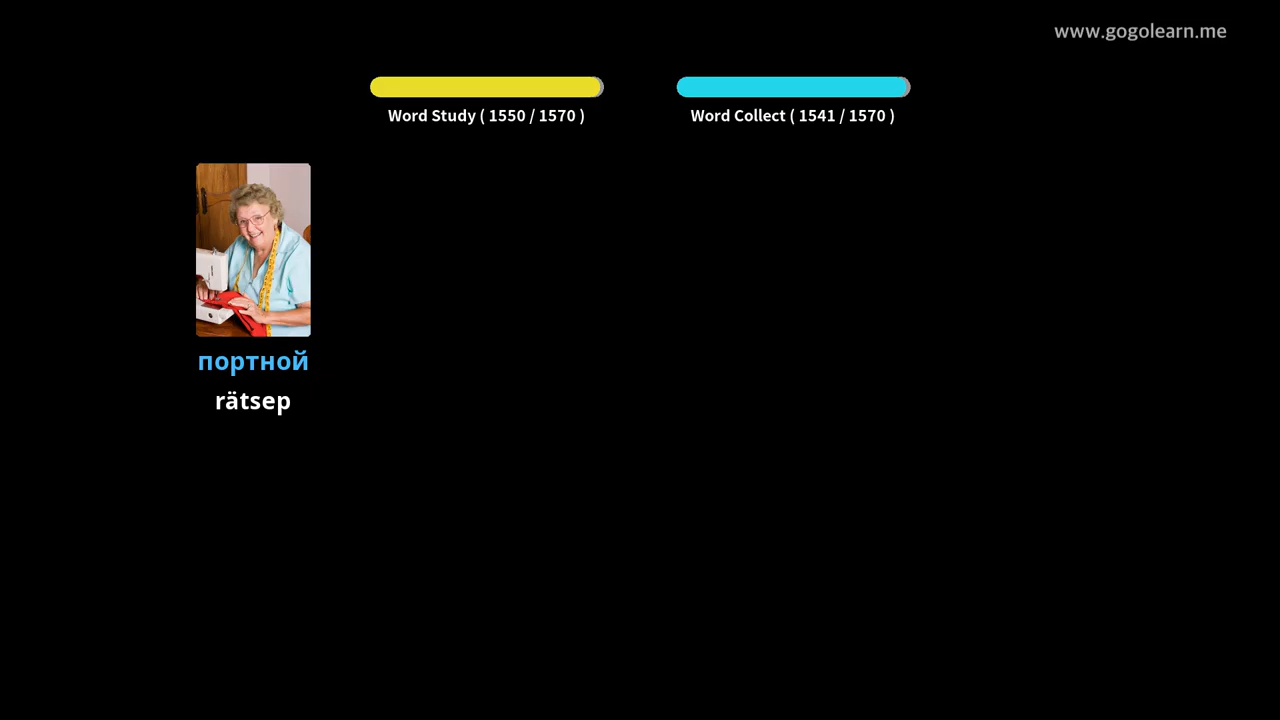 www.gogolearn.me
Word Study ( 1550 / 1570 )
Word Collect ( 1541 / 1570 )
портной
rätsep